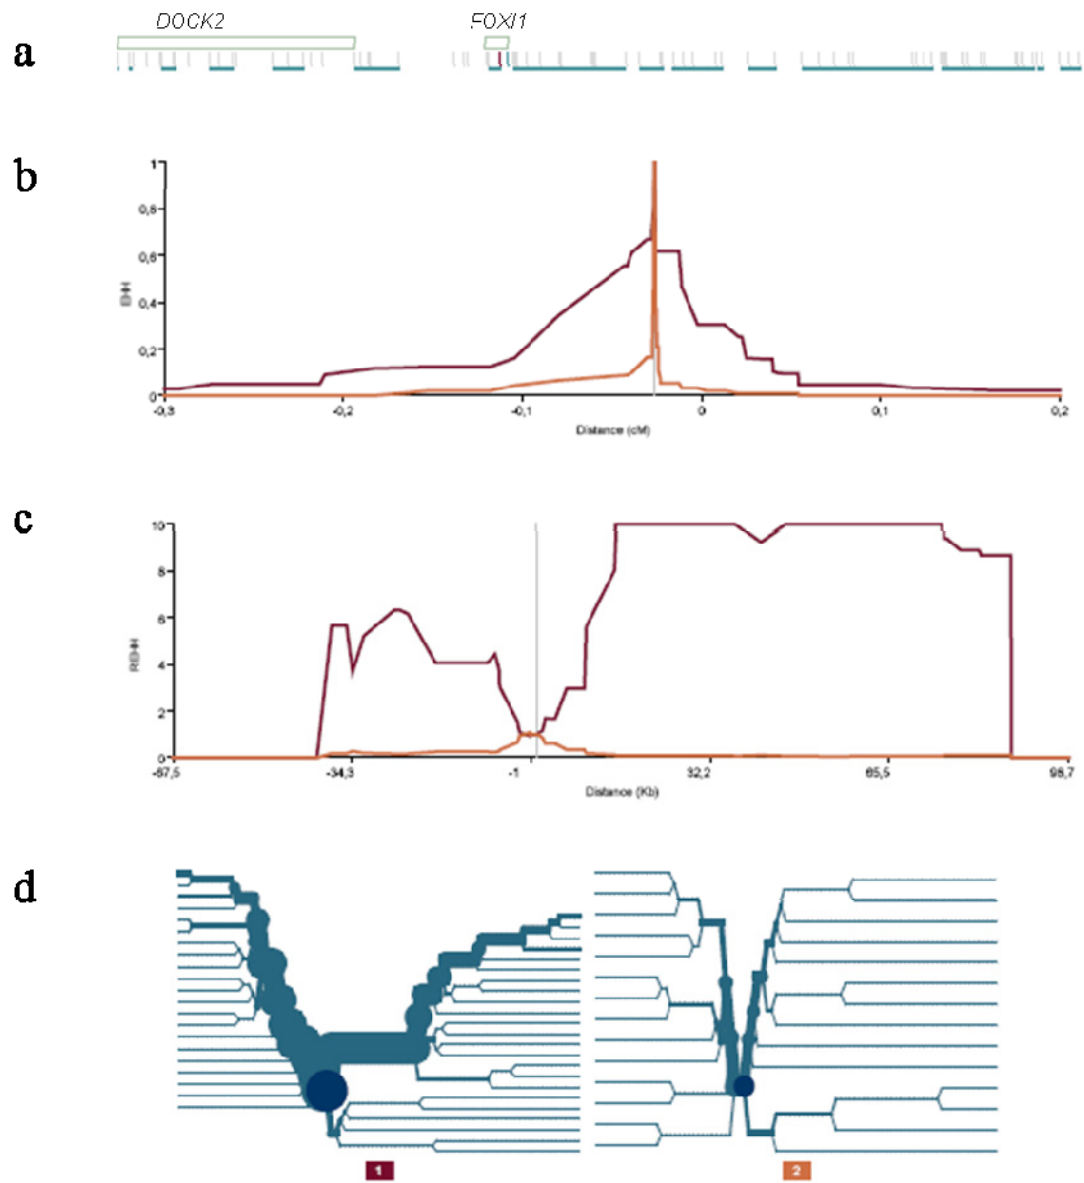 DOCK2 FOXI1
a
b
1
0,8
0,6
0,4
0,2
0
EHH
-0,3 -0,2 -0,1 0 0,1 0,2
Distance (cM)
c
10
8
6
4
2
0
REHH
-67,5 -34,3 -1 32,2 65,5 98,7
Distance (Kb)
d
1 2